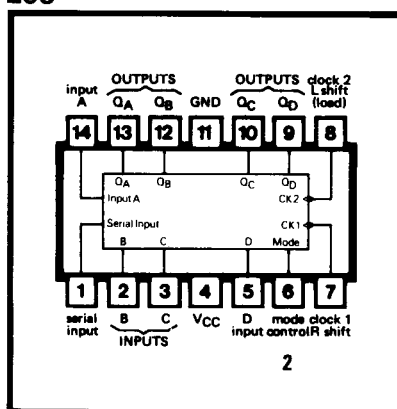 OUTPUTS OUTPUTS clock 2
input L shift
A QA QB GND QC QD (load)
14 13 12 11 10 9 8
QA QB QC QD
Input A CK2
Serial Input CK1
B C D Mode
1 2 3 4 5 6 7
serial B C VCC D mode clock 1
input INPUTS input control R shift
2